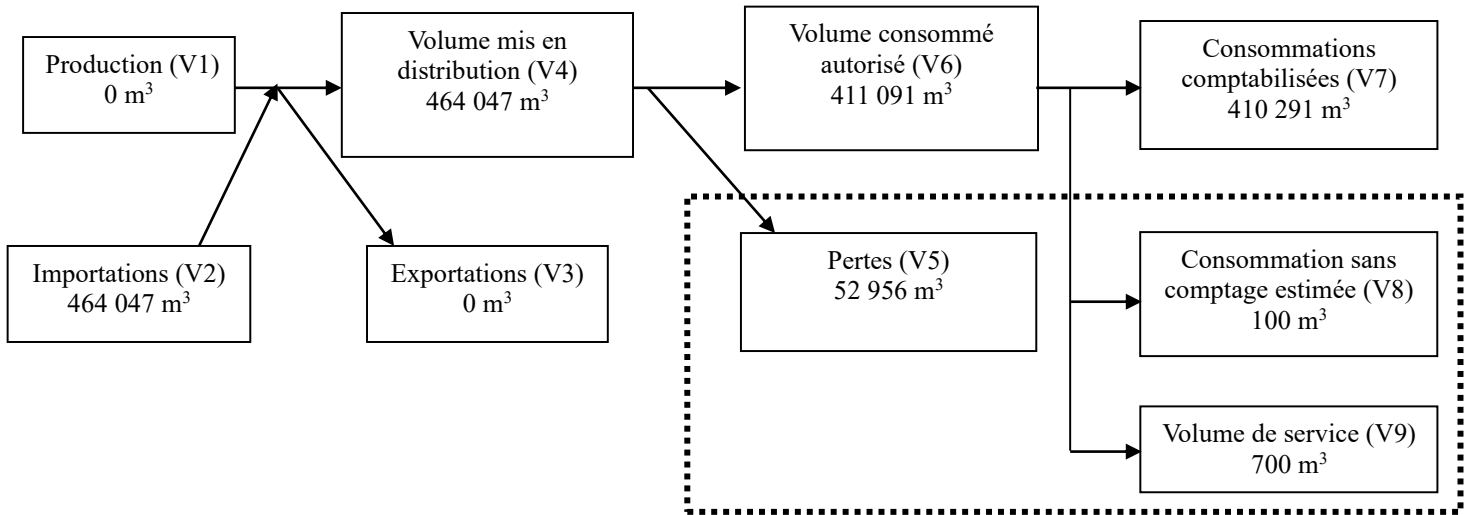 Production (V1)
0 m³
Volume mis en
distribution (V4)
464 047 m³
Volume consommé
autorisé (V6)
411 091 m³
Consommations
comptabilisées (V7)
410 291 m³
Importations (V2)
464 047 m³
Exportations (V3)
0 m³
Pertes (V5)
52 956 m³
Consommation sans
comptage estimée (V8)
100 m³
Volume de service (V9)
700 m³